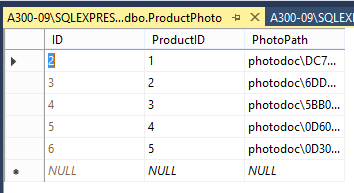 A300-09\SQLEXPRES...dbo.ProductPhoto A300-09\SQLEXP
ID ProductID PhotoPath
2 1 photodoc\DC7...
3 2 photodoc\6DD...
4 3 photodoc\5BB0...
5 4 photodoc\0D60...
6 5 photodoc\0D30...
NULL NULL NULL